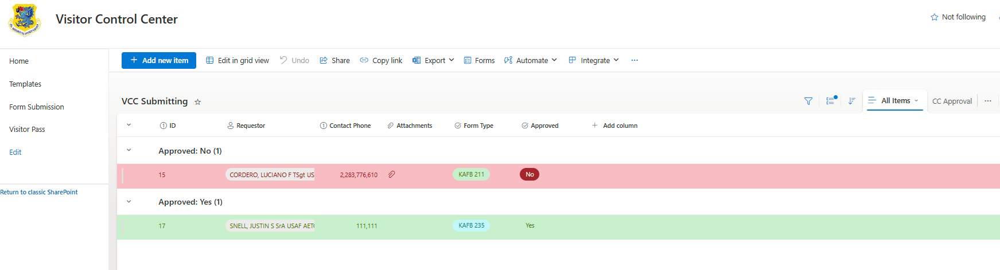 Visitor Control Center
Not following
Home
Templates
Form Submission
Visitor Pass
Edit
Return to classic SharePoint
Add new item Edit in grid view Undo Share Copy link Export Forms Automate Integrate ...
VCC Submitting
All Items CC Approval ...
ID Requestor Contact Phone Attachments Form Type Approved Add column
Approved: No (1)
15 CORDERO, LUCIANO F TSgt US 2,283,776,610 KAFB 211 No
Approved: Yes (1)
17 SNELL, JUSTIN S SrA USAF AETC 111,111 KAFB 235 Yes